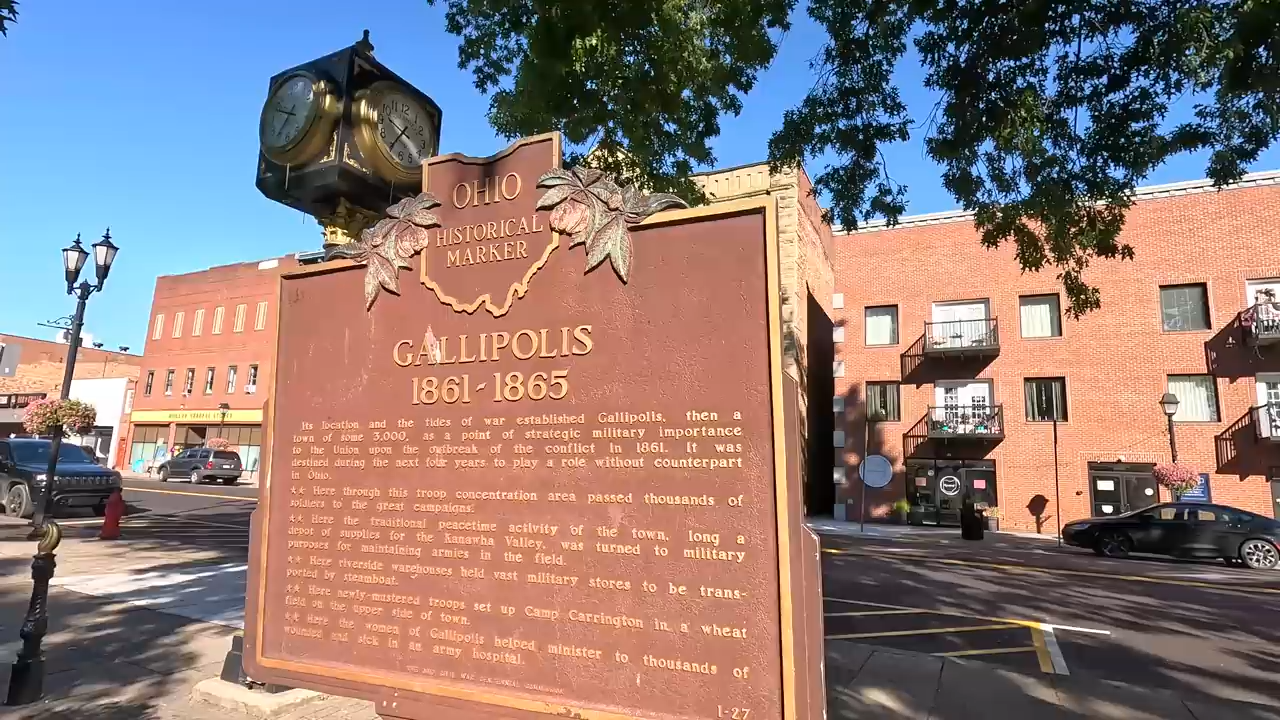 OHIO
HISTORICAL
MARKER
GALLIPOLIS
1861-1865
Its location and the tides of war established Gallipolis, then a
town of some 3,000, as a point of strategic military importance
to the Union upon the outbreak of the conflict in 1861. It was
destined during the next four years to play a role without counterpart
in Ohio.
** Here through this troop concentration area passed thousands of
soldiers to the great campaigns.
** Here the traditional peacetime activity of the town, long a
depot of supplies for the Kanawha Valley, was turned to military
purposes for maintaining armies in the field.
** Here riverside warehouses held vast military stores to be trans-
ported by steamboat.
** Here newly-mustered troops set up Camp Carrington in a wheat
field on the upper side of town.
** Here the women of Gallipolis helped minister to thousands of
wounded and sick in an army hospital.
1-27